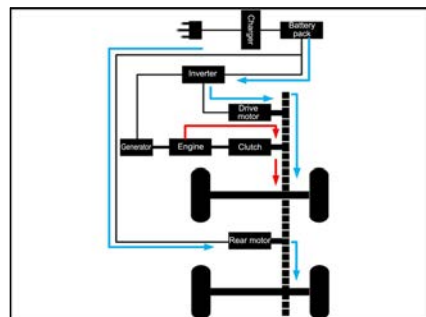 Charger
Battery
pack
Inverter
Drive
motor
Generator
Engine
Clutch
Rear motor